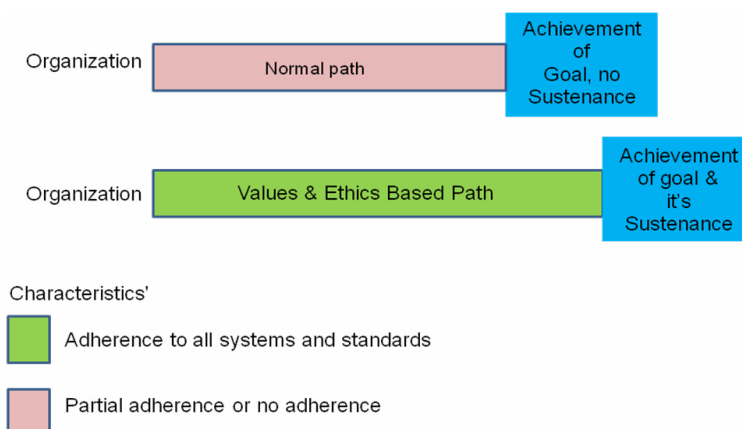 Organization
Normal path
Achievement
of
Goal, no
Sustenance
Organization
Values & Ethics Based Path
Achievement
of goal &
it's
Sustenance
Characteristics'
Adherence to all systems and standards
Partial adherence or no adherence